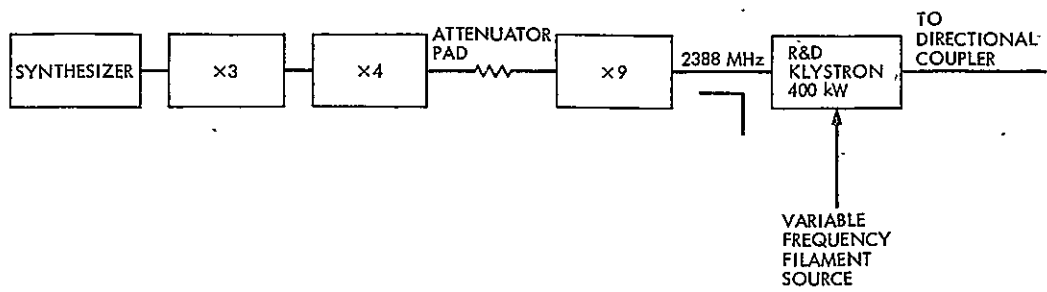 SYNTHESIZER
×3
×4
ATTENUATOR
PAD
×9
2388 MHz
R&D
KLYSTRON
400 kW
TO
DIRECTIONAL
COUPLER
VARIABLE
FREQUENCY
FILAMENT
SOURCE